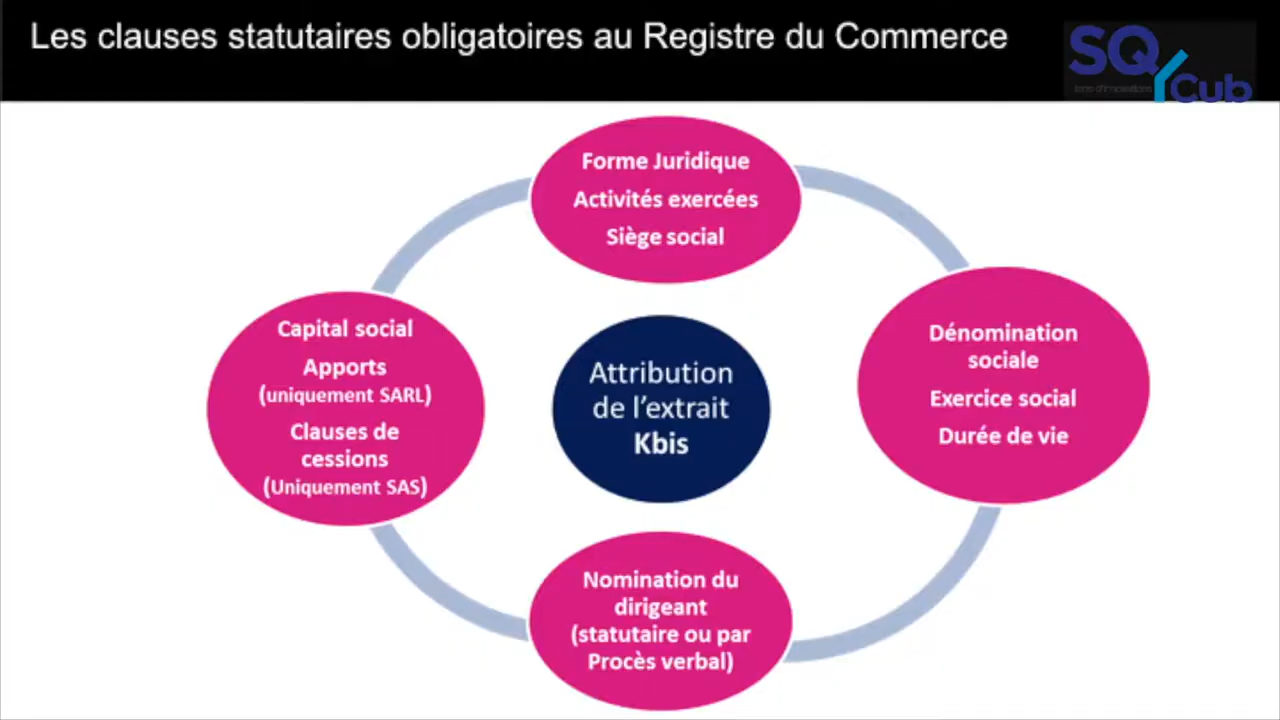 Les clauses statutaires obligatoires au Registre du Commerce
SQY Cub
Forme Juridique
Activités exercées
Siège social
Dénomination
sociale
Exercice social
Durée de vie
Nomination du
dirigeant
(statutaire ou par
Procès verbal)
Capital social
Apports
(uniquement SARL)
Clauses de
cessions
(Uniquement SAS)
Attribution
de l'extrait
Kbis